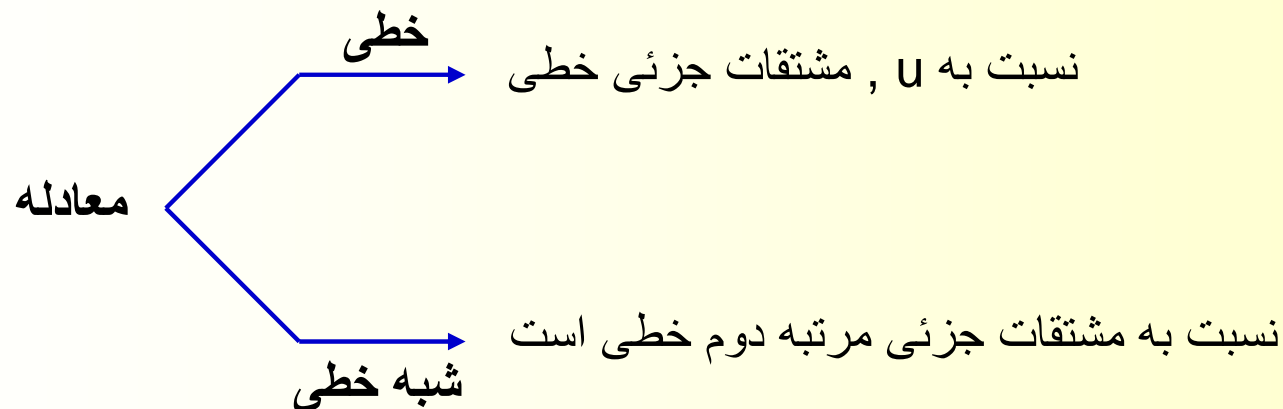 خطی
نسبت به u , مشتقات جزئی خطی
معادله
نسبت به مشتقات جزئی مرتبه دوم خطی است
شبه خطی